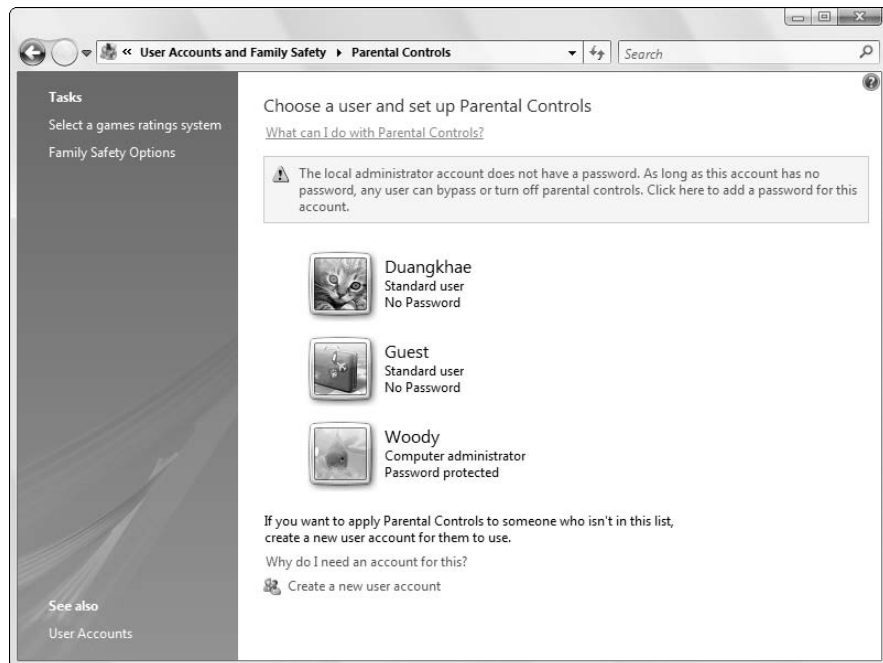 « User Accounts and Family Safety ▸ Parental Controls
Search
Tasks
Select a games ratings system
Family Safety Options
Choose a user and set up Parental Controls
What can I do with Parental Controls?
The local administrator account does not have a password. As long as this account has no
password, any user can bypass or turn off parental controls. Click here to add a password for this
account.
Duangkhae
Standard user
No Password
Guest
Standard user
No Password
Woody
Computer administrator
Password protected
If you want to apply Parental Controls to someone who isn't in this list,
create a new user account for them to use.
Why do I need an account for this?
Create a new user account
See also
User Accounts